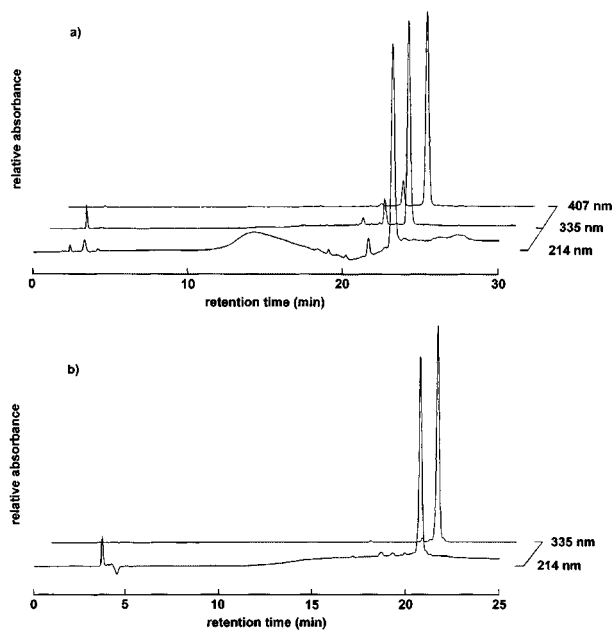 a)
relative absorbance
407 nm
335 nm
214 nm
0 10 20 30
retention time (min)
b)
relative absorbance
335 nm
214 nm
0 5 10 15 20 25
retention time (min)